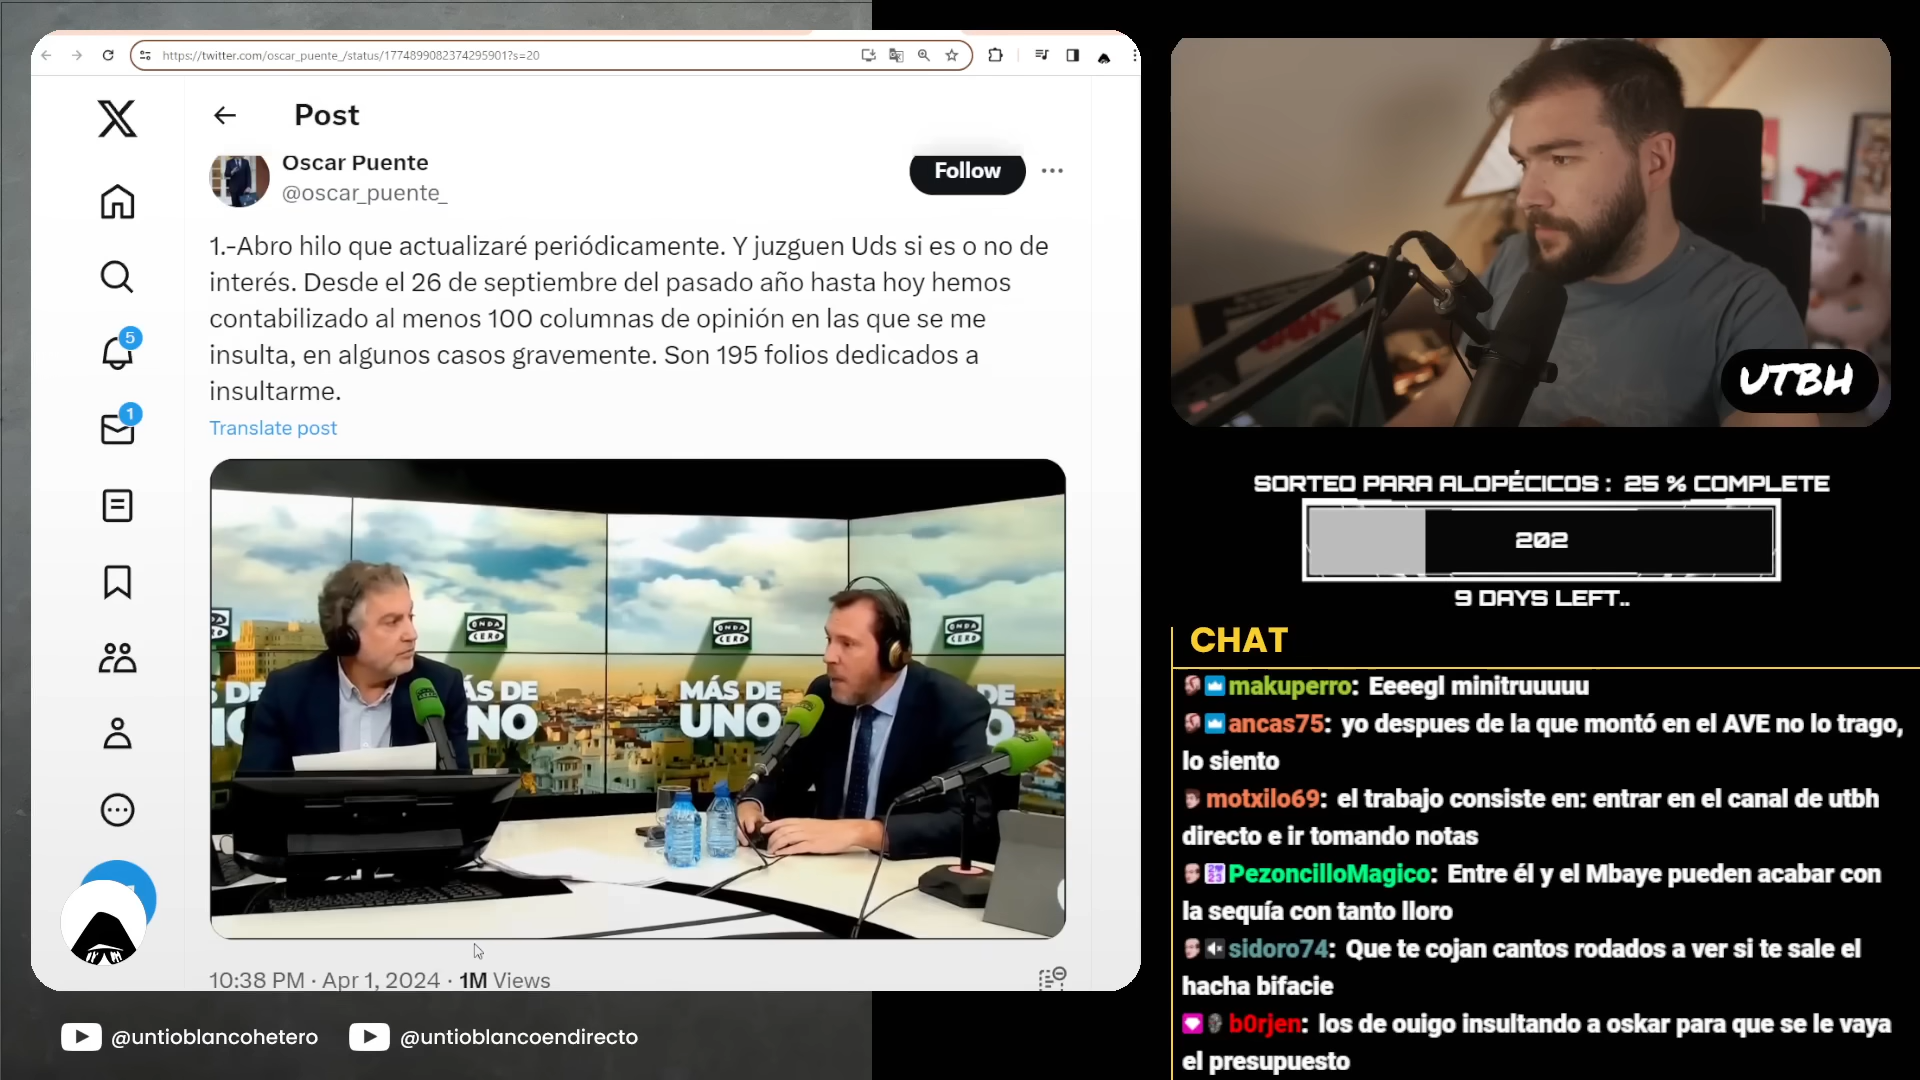 https://twitter.com/oscar_puente_/status/1774899082374295901?s=20
Post
Oscar Puente
@oscar_puente_
Follow
1.-Abro hilo que actualizaré periódicamente. Y juzguen Uds si es o no de
interés. Desde el 26 de septiembre del pasado año hasta hoy hemos
contabilizado al menos 100 columnas de opinión en las que se me
insulta, en algunos casos gravemente. Son 195 folios dedicados a
insultarme.
Translate post
5
1
ONDA
CERO
ONDA
CERO
ONDA
CERO
MÁS DE
UNO
10:38 PM · Apr 1, 2024 · 1M Views
@untioblancohetero
@untioblancoendirecto
UTBH
SORTEO PARA ALOPÉCICOS : 25 % COMPLETE
202
9 DAYS LEFT..
CHAT
makuperro: Eeeegl minitruuuuu
ancas75: yo despues de la que montó en el AVE no lo trago,
lo siento
motxilo69: el trabajo consiste en: entrar en el canal de utbh
directo e ir tomando notas
PezoncilloMagico: Entre él y el Mbaye pueden acabar con
la sequía con tanto lloro
sidoro74: Que te cojan cantos rodados a ver si te sale el
hacha bifacie
b0rjen: los de ouigo insultando a oskar para que se le vaya
el presupuesto